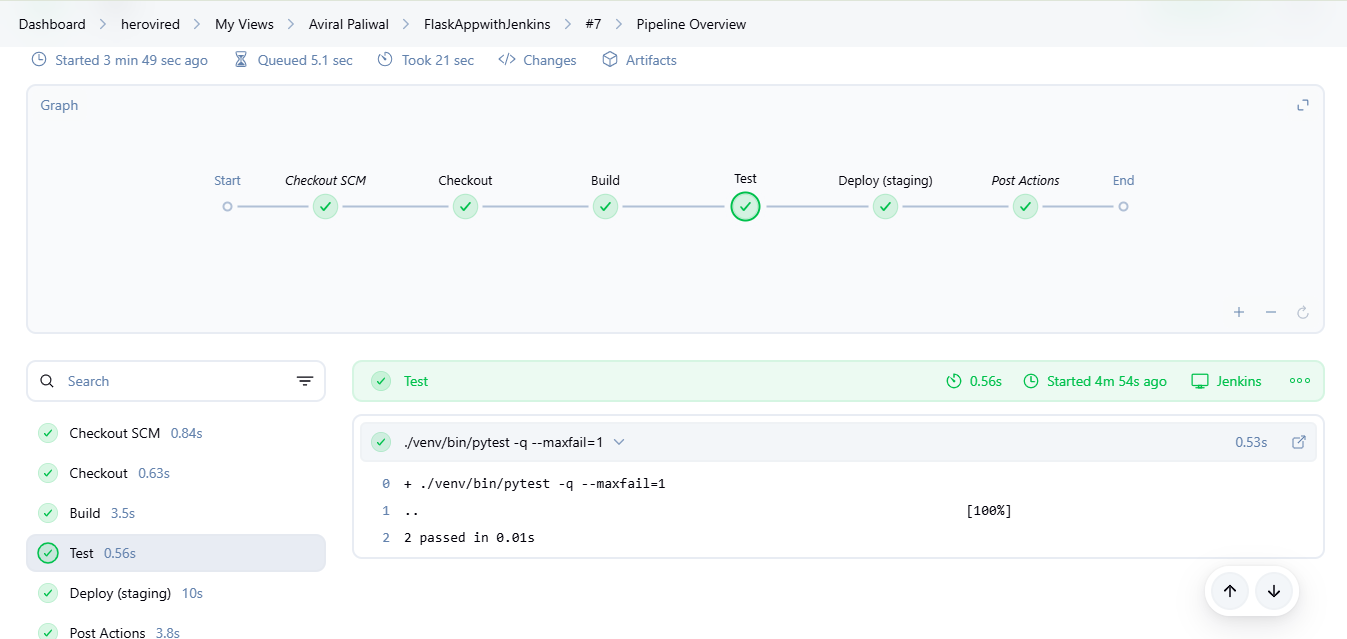 Dashboard > herovired > My Views > Aviral Paliwal > FlaskAppwithJenkins > #7 > Pipeline Overview
Started 3 min 49 sec ago Queued 5.1 sec Took 21 sec </> Changes Artifacts
Graph
Start Checkout SCM Checkout Build Test Deploy (staging) Post Actions End
Search
Test 0.56s Started 4m 54s ago Jenkins
Checkout SCM 0.84s
Checkout 0.63s
Build 3.5s
Test 0.56s
Deploy (staging) 10s
Post Actions 3.8s
./venv/bin/pytest -q --maxfail=1 0.53s
0 + ./venv/bin/pytest -q --maxfail=1
1 .. [100%]
2 2 passed in 0.01s